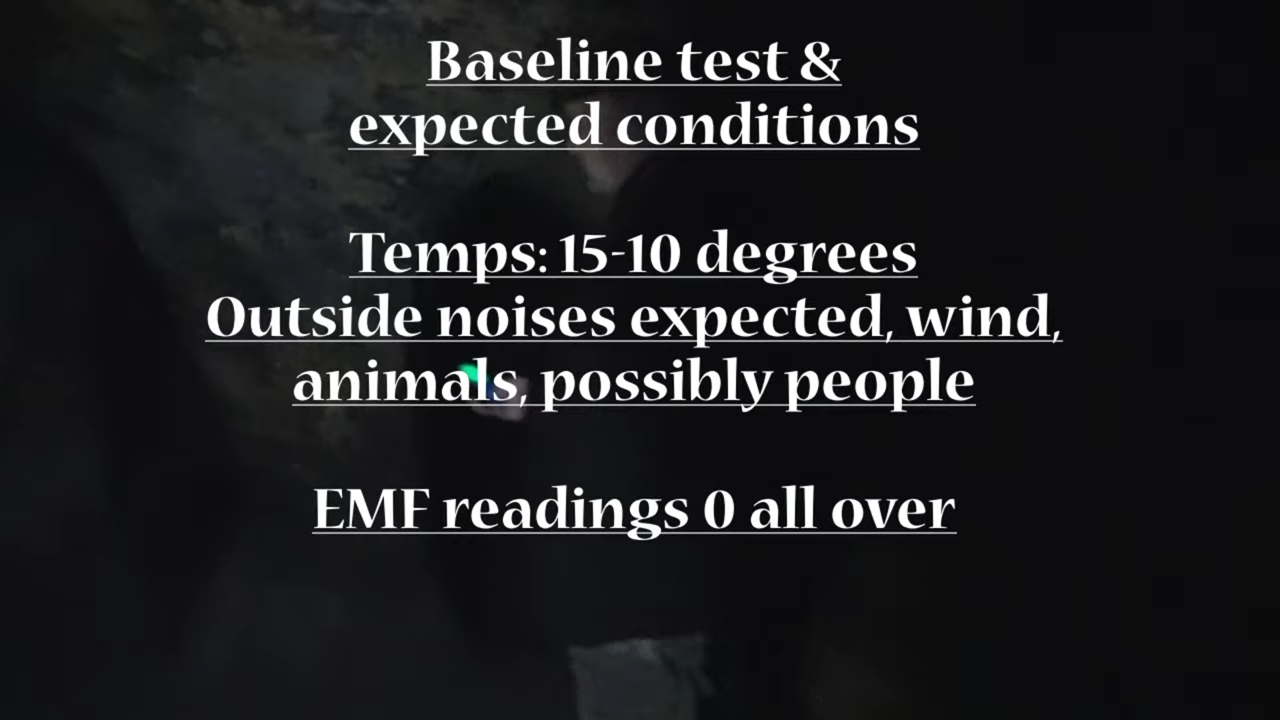 Baseline test &
expected conditions
Temps: 15-10 degrees
Outside noises expected, wind,
animals, possibly people
EMF readings 0 all over